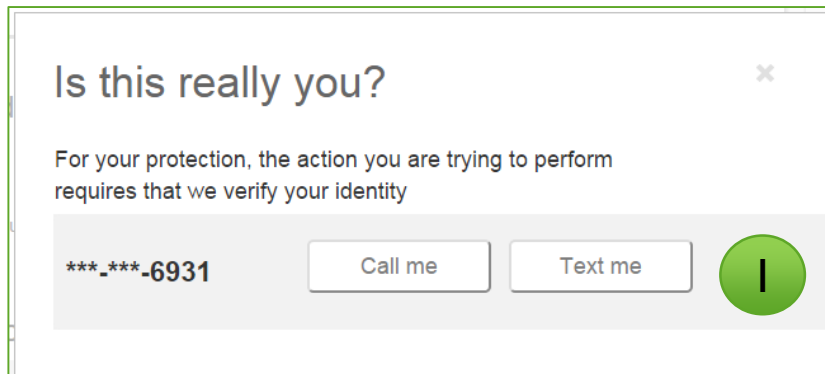 Is this really you?
For your protection, the action you are trying to perform
requires that we verify your identity
***-***-6931 Call me Text me I